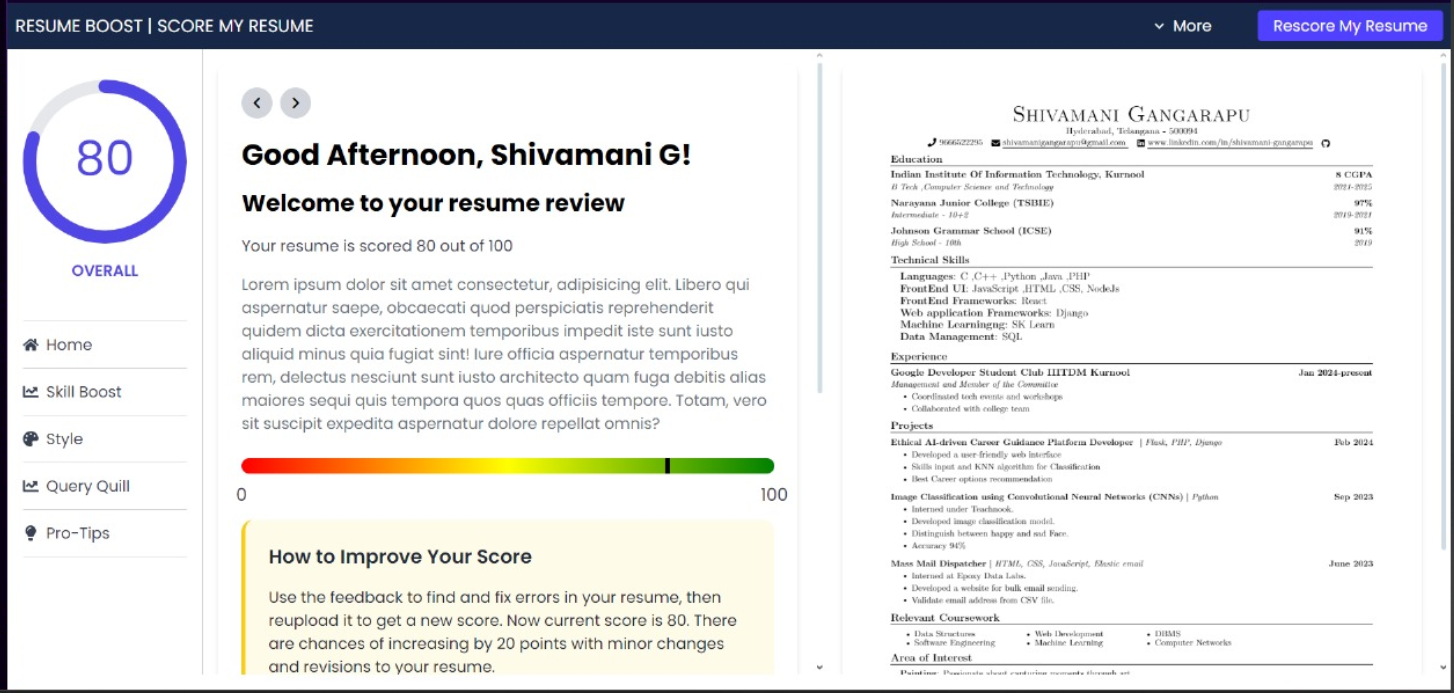 RESUME BOOST | SCORE MY RESUME
More
Rescore My Resume
80
OVERALL
Home
Skill Boost
Style
Query Quill
Pro-Tips
Good Afternoon, Shivamani G!
Welcome to your resume review
Your resume is scored 80 out of 100
Lorem ipsum dolor sit amet consectetur, adipisicing elit. Libero qui
aspernatur saepe, obcaecati quod perspiciatis reprehenderit
quidem dicta exercitationem temporibus impedit iste sunt iusto
aliquid minus quia fugiat sint! Iure officia aspernatur temporibus
rem, delectus nesciunt sunt iusto architecto quam fuga debitis alias
maiores sequi quis tempora quos quas officiis tempore. Totam, vero
sit suscipit expedita aspernatur dolore repellat omnis?
0
100
How to Improve Your Score
Use the feedback to find and fix errors in your resume, then
reupload it to get a new score. Now current score is 80. There
are chances of increasing by 20 points with minor changes
and revisions to your resume.
Shivamani Gangarapu
Hyderabad, Telangana - 500094
9666522295 shivamanigangarapu@gmail.com www.linkedin.com/in/shivamani-gangarapu
Education
Indian Institute Of Information Technology, Kurnool 8 CGPA
B Tech ,Computer Science and Technology 2021-2025
Narayana Junior College (TSBIE) 97%
Intermediate - 10+2 2019-2021
Johnson Grammar School (ICSE) 91%
High School - 10th 2019
Technical Skills
Languages: C ,C++ ,Python ,Java ,PHP
FrontEnd UI: JavaScript ,HTML ,CSS, NodeJs
FrontEnd Frameworks: React
Web application Frameworks: Django
Machine Learningng: SK Learn
Data Management: SQL
Experience
Google Developer Student Club IIITDM Kurnool Jan 2024-present
Management and Member of the Committee
• Coordinated tech events and workshops
• Collaborated with college team
Projects
Ethical AI-driven Career Guidance Platform Developer | Flask, PHP, Django Feb 2024
• Developed a user-friendly web interface
• Skills input and KNN algorithm for Classification
• Best Career options recommendation
Image Classification using Convolutional Neural Networks (CNNs) | Python Sep 2023
• Interned under Teachnook.
• Developed image classification model.
• Distinguish between happy and sad Face.
• Accuracy 94%
Mass Mail Dispatcher | HTML, CSS, JavaScript, Elastic email June 2023
• Interned at Epoxy Data Labs.
• Developed a website for bulk email sending.
• Validate email address from CSV file.
Relevant Coursework
• Data Structures • Web Development • DBMS
• Software Engineering • Machine Learning • Computer Networks
Area of Interest
Painting: Passionate about capturing moments through art